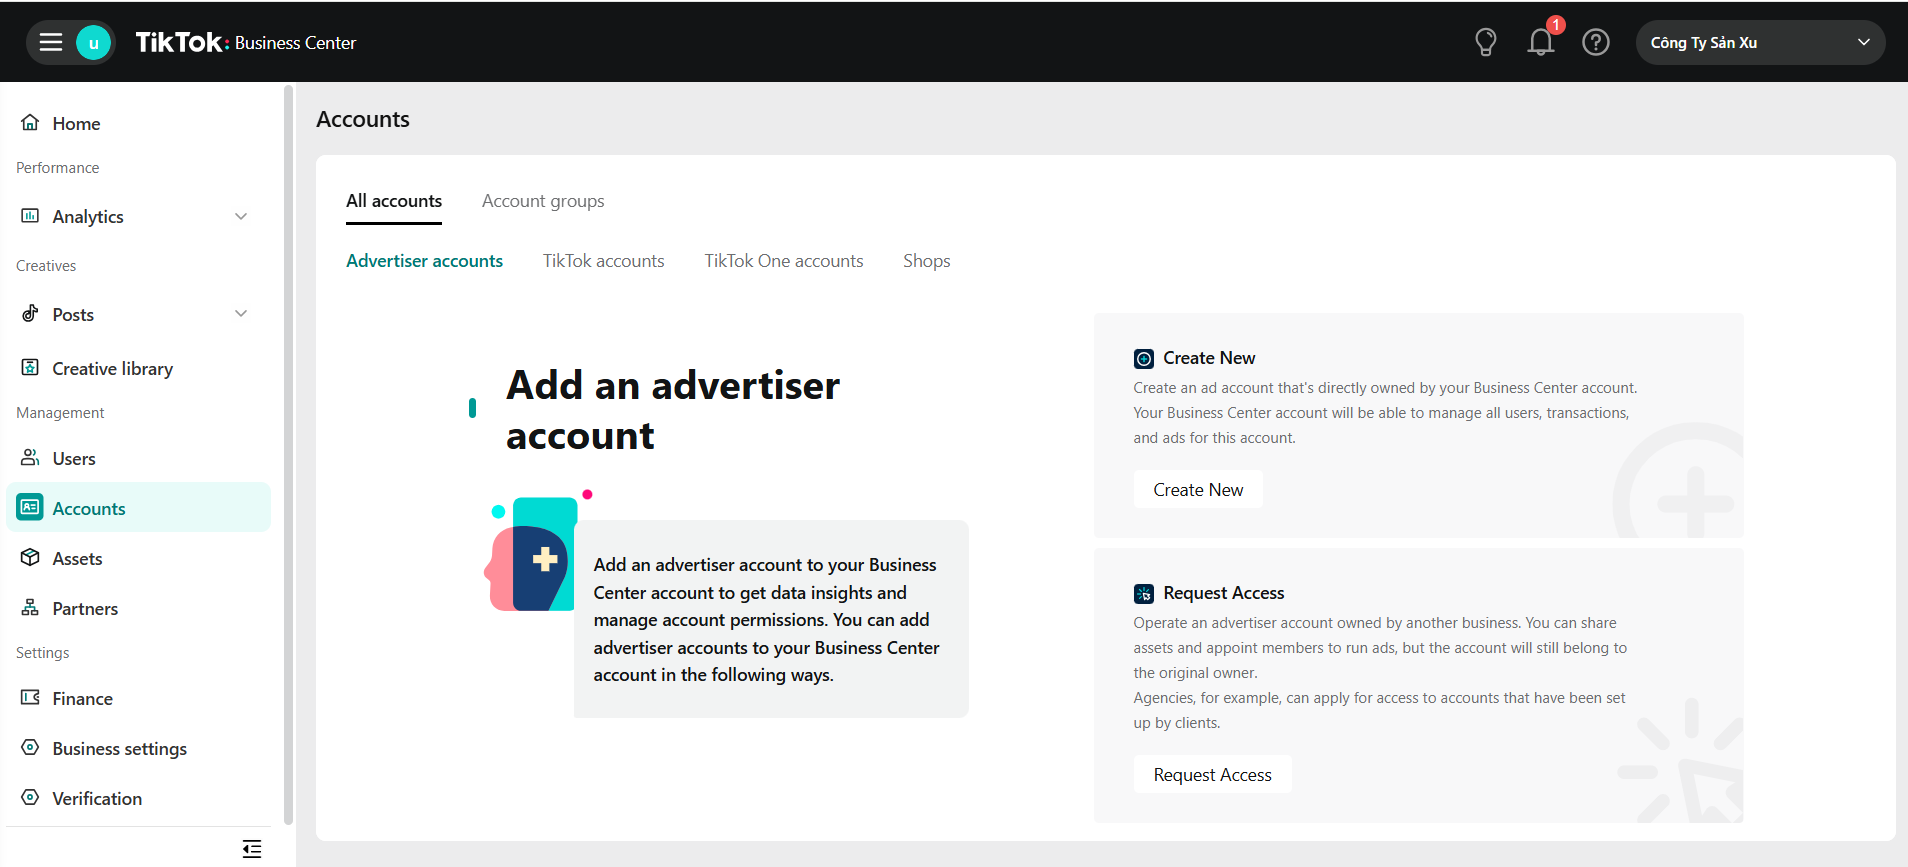 u
TikTok: Business Center
1
Công Ty Sản Xu
Home
Performance
Analytics
Creatives
Posts
Creative library
Management
Users
Accounts
Assets
Partners
Settings
Finance
Business settings
Verification
Accounts
All accounts
Account groups
Advertiser accounts
TikTok accounts
TikTok One accounts
Shops
Add an advertiser
account
Add an advertiser account to your Business
Center account to get data insights and
manage account permissions. You can add
advertiser accounts to your Business Center
account in the following ways.
Create New
Create an ad account that's directly owned by your Business Center account.
Your Business Center account will be able to manage all users, transactions,
and ads for this account.
Create New
Request Access
Operate an advertiser account owned by another business. You can share
assets and appoint members to run ads, but the account will still belong to
the original owner.
Agencies, for example, can apply for access to accounts that have been set
up by clients.
Request Access